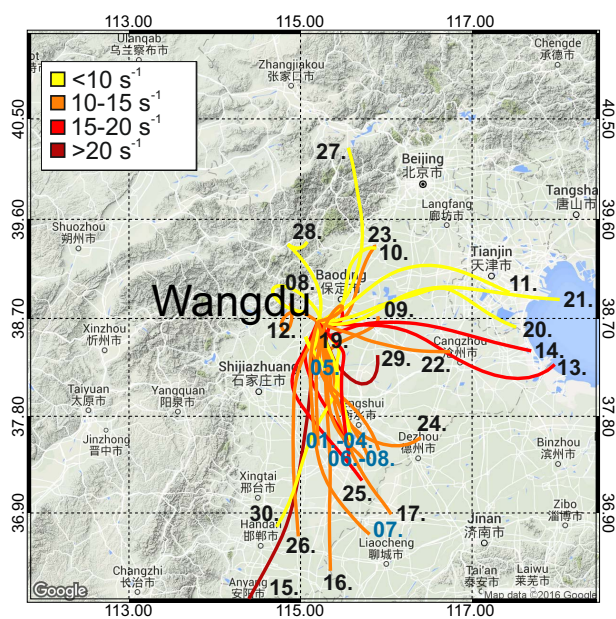 113.00 115.00 117.00
Ulanqab
乌兰察布市
Chengde
承德市
Zhangjiakou
张家口市
<10 s-1
10-15 s-1
15-20 s-1
>20 s-1
40.50
40.50
27.
Beijing
北京市
Tangsha
唐山市
39.60
39.60
Langfang
廊坊市
Shuozhou
朔州市
28.
23.
10.
Tianjin
天津市
08.
Baoding
保定市
11.
21.
Wangdu
09.
38.70
38.70
12.
20.
Xinzhou
忻州市
19.
Cangzhou
沧州市
14.
22.
13.
29.
Shijiazhuang
石家庄市
05.
Taiyuan
太原市
Yangquan
阳泉市
37.80
37.80
24.
Jinzhong
晋中市
01.-04.
Dezhou
德州市
Binzhou
滨州市
06.-08.
Xingtai
邢台市
25.
36.90
36.90
30.
17.
Zibo
淄博市
Handan
邯郸市
26.
07.
Jinan
济南市
Liaocheng
聊城市
Changzhi
长治市
Anyang
安阳市
15.
16.
Tai'an
泰安市
Laiwu
莱芜市
Google
Map data ©2016 Google
113.00 115.00 117.00